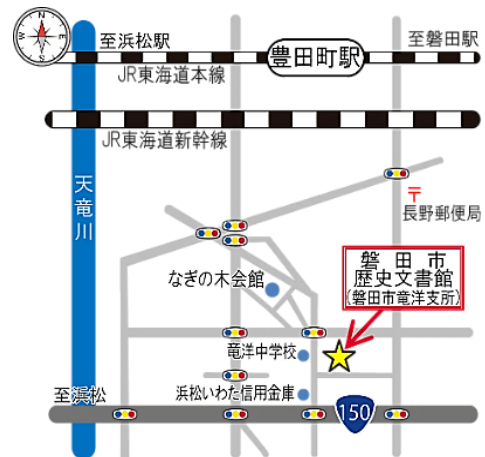 N
W
E
S
至浜松駅
豊田町駅
至磐田駅
JR東海道本線
JR東海道新幹線
天竜川
〒
長野郵便局
磐田市
歴史文書館
(磐田市竜洋支所)
なぎの木会館
竜洋中学校
浜松いわた信用金庫
至浜松
150